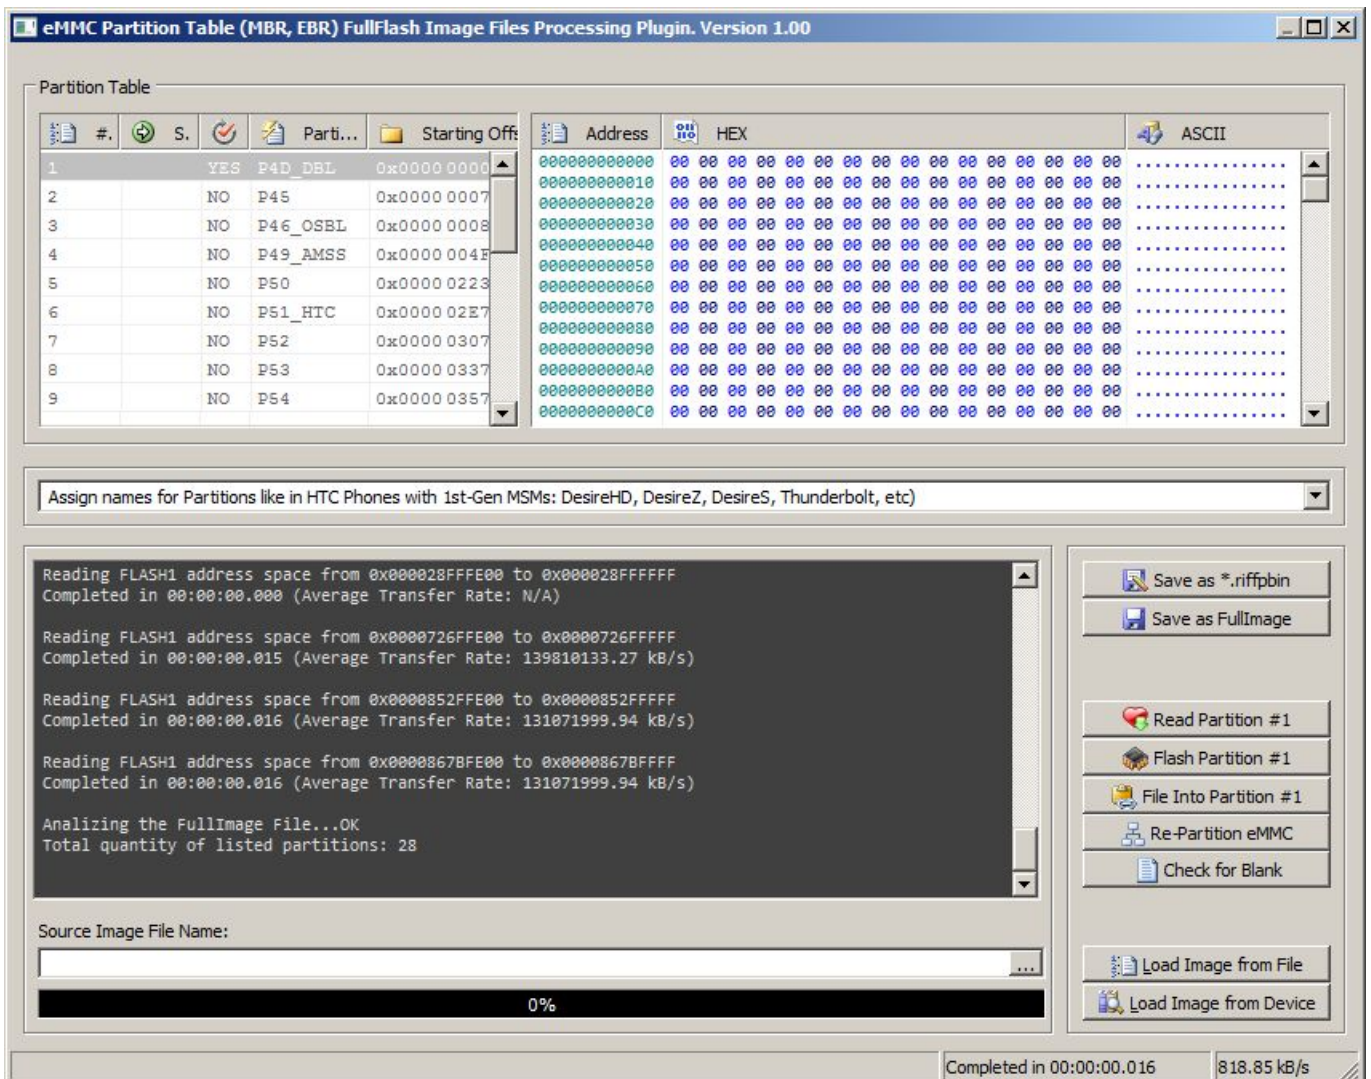 eMMC Partition Table (MBR, EBR) FullFlash Image Files Processing Plugin. Version 1.00
Partition Table
#. S. Parti... Starting Offs
1 YES P4D_DBL 0x0000 0000
2 NO P45 0x0000 0007
3 NO P46_OSBL 0x0000 0008
4 NO P49_AMSS 0x0000 004F
5 NO P50 0x0000 0223
6 NO P51_HTC 0x0000 02E7
7 NO P52 0x0000 0307
8 NO P53 0x0000 0337
9 NO P54 0x0000 0357
Address HEX ASCII
000000000000 00 00 00 00 00 00 00 00 00 00 00 00 00 00 00 00 ................
000000000010 00 00 00 00 00 00 00 00 00 00 00 00 00 00 00 00 ................
000000000020 00 00 00 00 00 00 00 00 00 00 00 00 00 00 00 00 ................
000000000030 00 00 00 00 00 00 00 00 00 00 00 00 00 00 00 00 ................
000000000040 00 00 00 00 00 00 00 00 00 00 00 00 00 00 00 00 ................
000000000050 00 00 00 00 00 00 00 00 00 00 00 00 00 00 00 00 ................
000000000060 00 00 00 00 00 00 00 00 00 00 00 00 00 00 00 00 ................
000000000070 00 00 00 00 00 00 00 00 00 00 00 00 00 00 00 00 ................
000000000080 00 00 00 00 00 00 00 00 00 00 00 00 00 00 00 00 ................
000000000090 00 00 00 00 00 00 00 00 00 00 00 00 00 00 00 00 ................
0000000000A0 00 00 00 00 00 00 00 00 00 00 00 00 00 00 00 00 ................
0000000000B0 00 00 00 00 00 00 00 00 00 00 00 00 00 00 00 00 ................
0000000000C0 00 00 00 00 00 00 00 00 00 00 00 00 00 00 00 00 ................
Assign names for Partitions like in HTC Phones with 1st-Gen MSMs: DesireHD, DesireZ, DesireS, Thunderbolt, etc)
Reading FLASH1 address space from 0x000028FFFE00 to 0x000028FFFFFF
Completed in 00:00:00.000 (Average Transfer Rate: N/A)
Reading FLASH1 address space from 0x0000726FFE00 to 0x0000726FFFFF
Completed in 00:00:00.015 (Average Transfer Rate: 139810133.27 kB/s)
Reading FLASH1 address space from 0x0000852FFE00 to 0x0000852FFFFF
Completed in 00:00:00.016 (Average Transfer Rate: 131071999.94 kB/s)
Reading FLASH1 address space from 0x0000867BFE00 to 0x0000867BFFFF
Completed in 00:00:00.016 (Average Transfer Rate: 131071999.94 kB/s)
Analizing the FullImage File...OK
Total quantity of listed partitions: 28
Source Image File Name:
...
0%
Save as *.riffpbin
Save as FullImage
Read Partition #1
Flash Partition #1
File Into Partition #1
Re-Partition eMMC
Check for Blank
Load Image from File
Load Image from Device
Completed in 00:00:00.016
818.85 kB/s